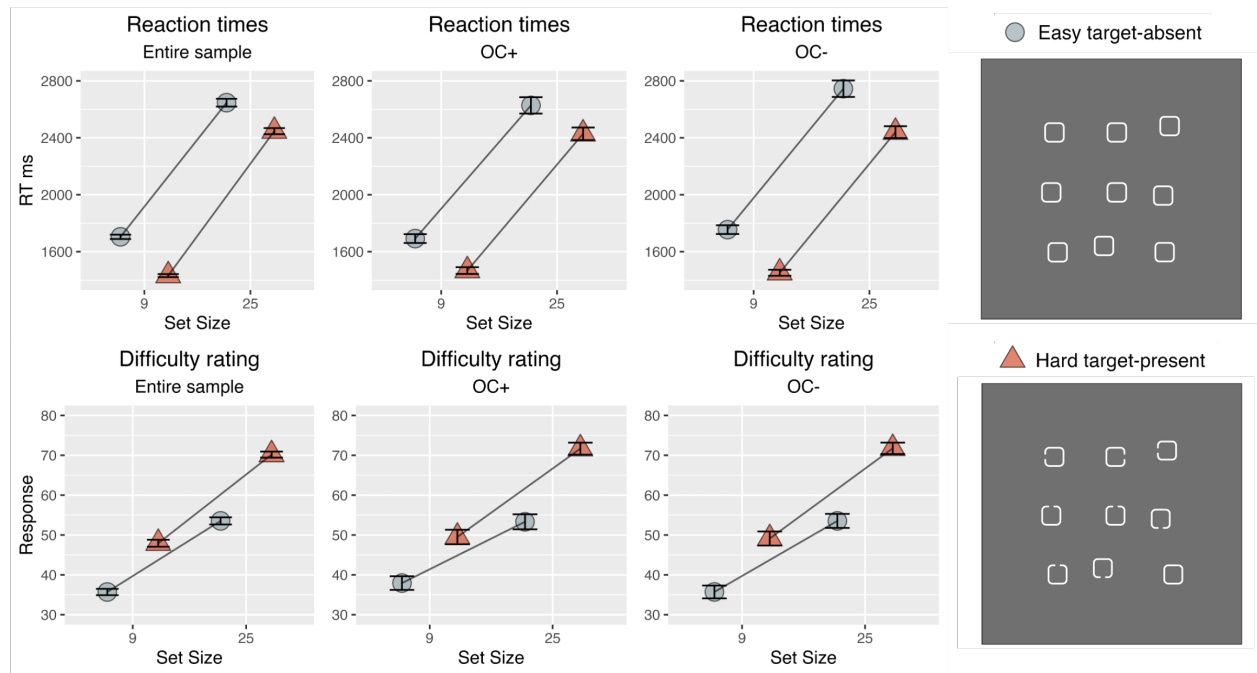 Reaction times
Entire sample
2800
2400
2000
1600
RT ms
9
25
Set Size
Reaction times
OC+
9
25
Set Size
Reaction times
OC-
2800
2400
2000
1600
9
25
Set Size
Easy target-absent
Difficulty rating
Entire sample
80
70
60
50
40
30
Response
9
25
Set Size
Difficulty rating
OC+
80
70
60
50
40
30
9
25
Set Size
Difficulty rating
OC-
80
70
60
50
40
30
9
25
Set Size
Hard target-present